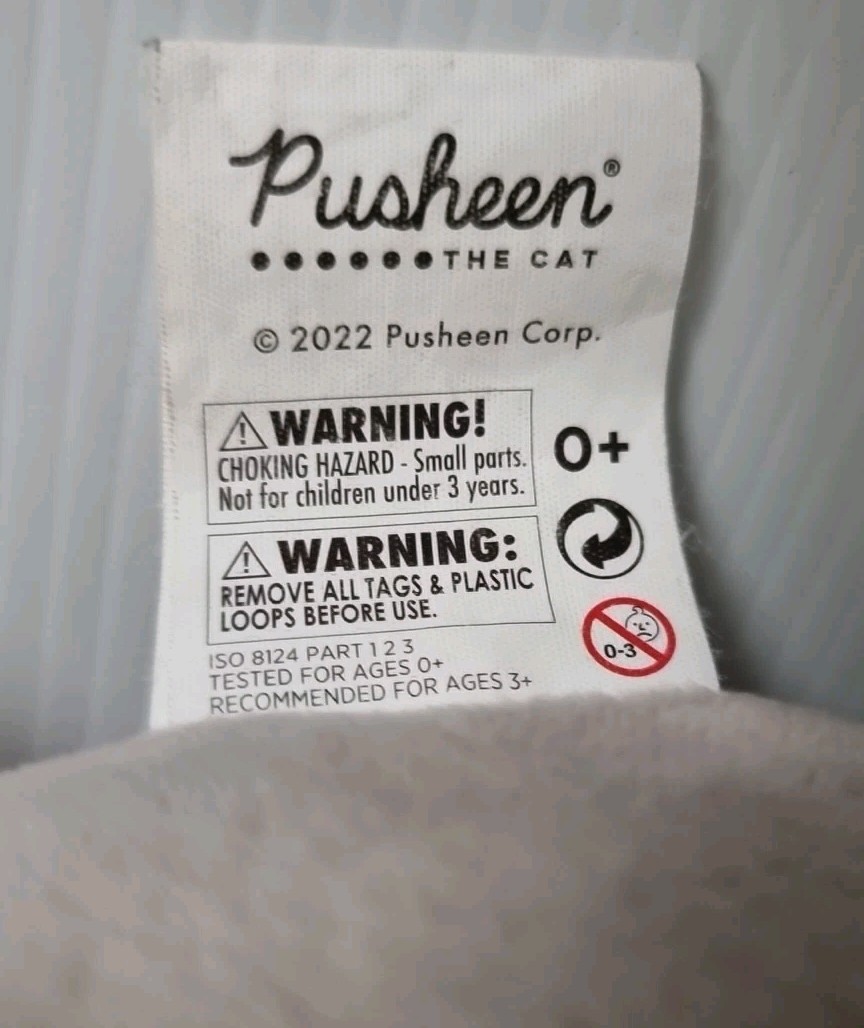 Pusheen®
THE CAT
© 2022 Pusheen Corp.
WARNING!
CHOKING HAZARD - Small parts.
Not for children under 3 years.
0+
WARNING:
REMOVE ALL TAGS & PLASTIC
LOOPS BEFORE USE.
0-3
ISO 8124 PART 1 2 3
TESTED FOR AGES 0+
RECOMMENDED FOR AGES 3+